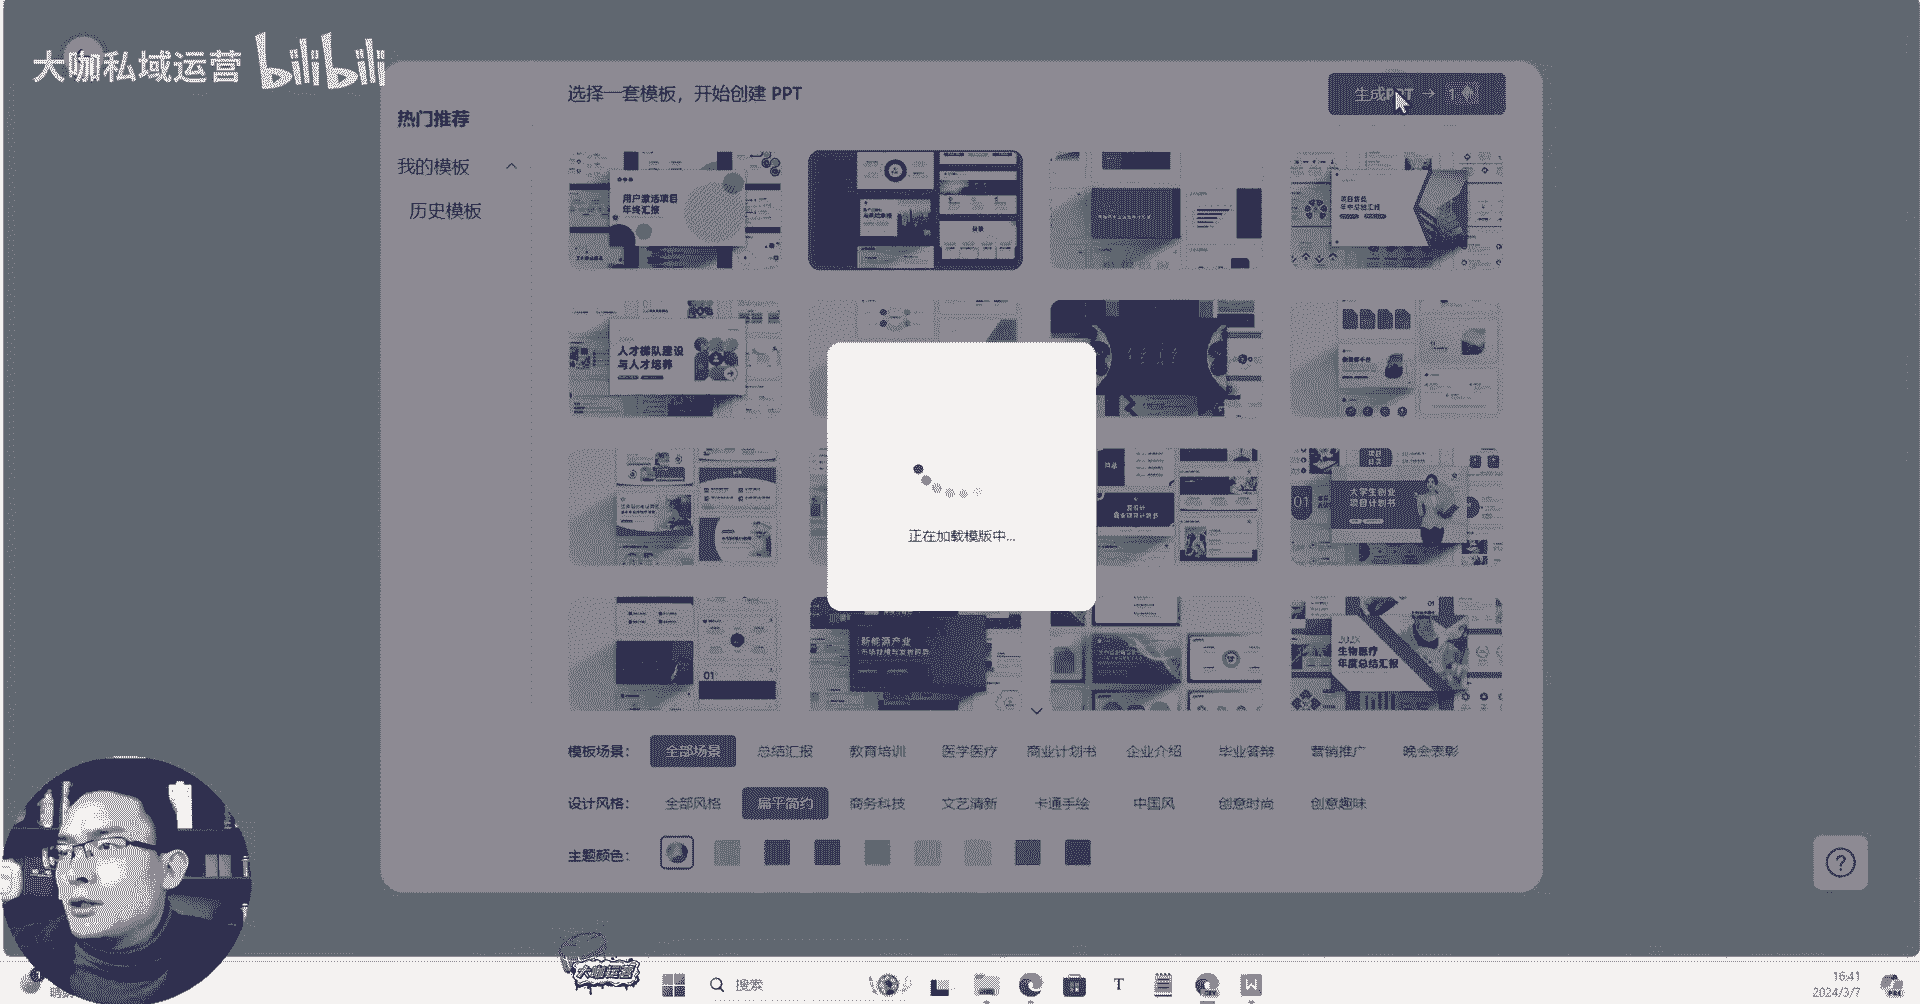 大咖私域运营 bilibili
选择一套模板，开始创建 PPT
生成PPT → 1
热门推荐
我的模板
历史模板
用户激活项目
年终汇报
人才梯队建设
与人才培养
目录
大学生创业
项目计划书
01
01
新能源产业
202X
生物医疗
年度总结汇报
正在加载模版中...
模板场景： 全部场景 总结汇报 教育培训 医学医疗 商业计划书 企业介绍 毕业答辩 营销推广 晚会表彰
设计风格： 全部风格 扁平简约 商务科技 文艺清新 卡通手绘 中国风 创意时尚 创意趣味
主题颜色：
大咖运营
搜索
16:41
2024/3/7